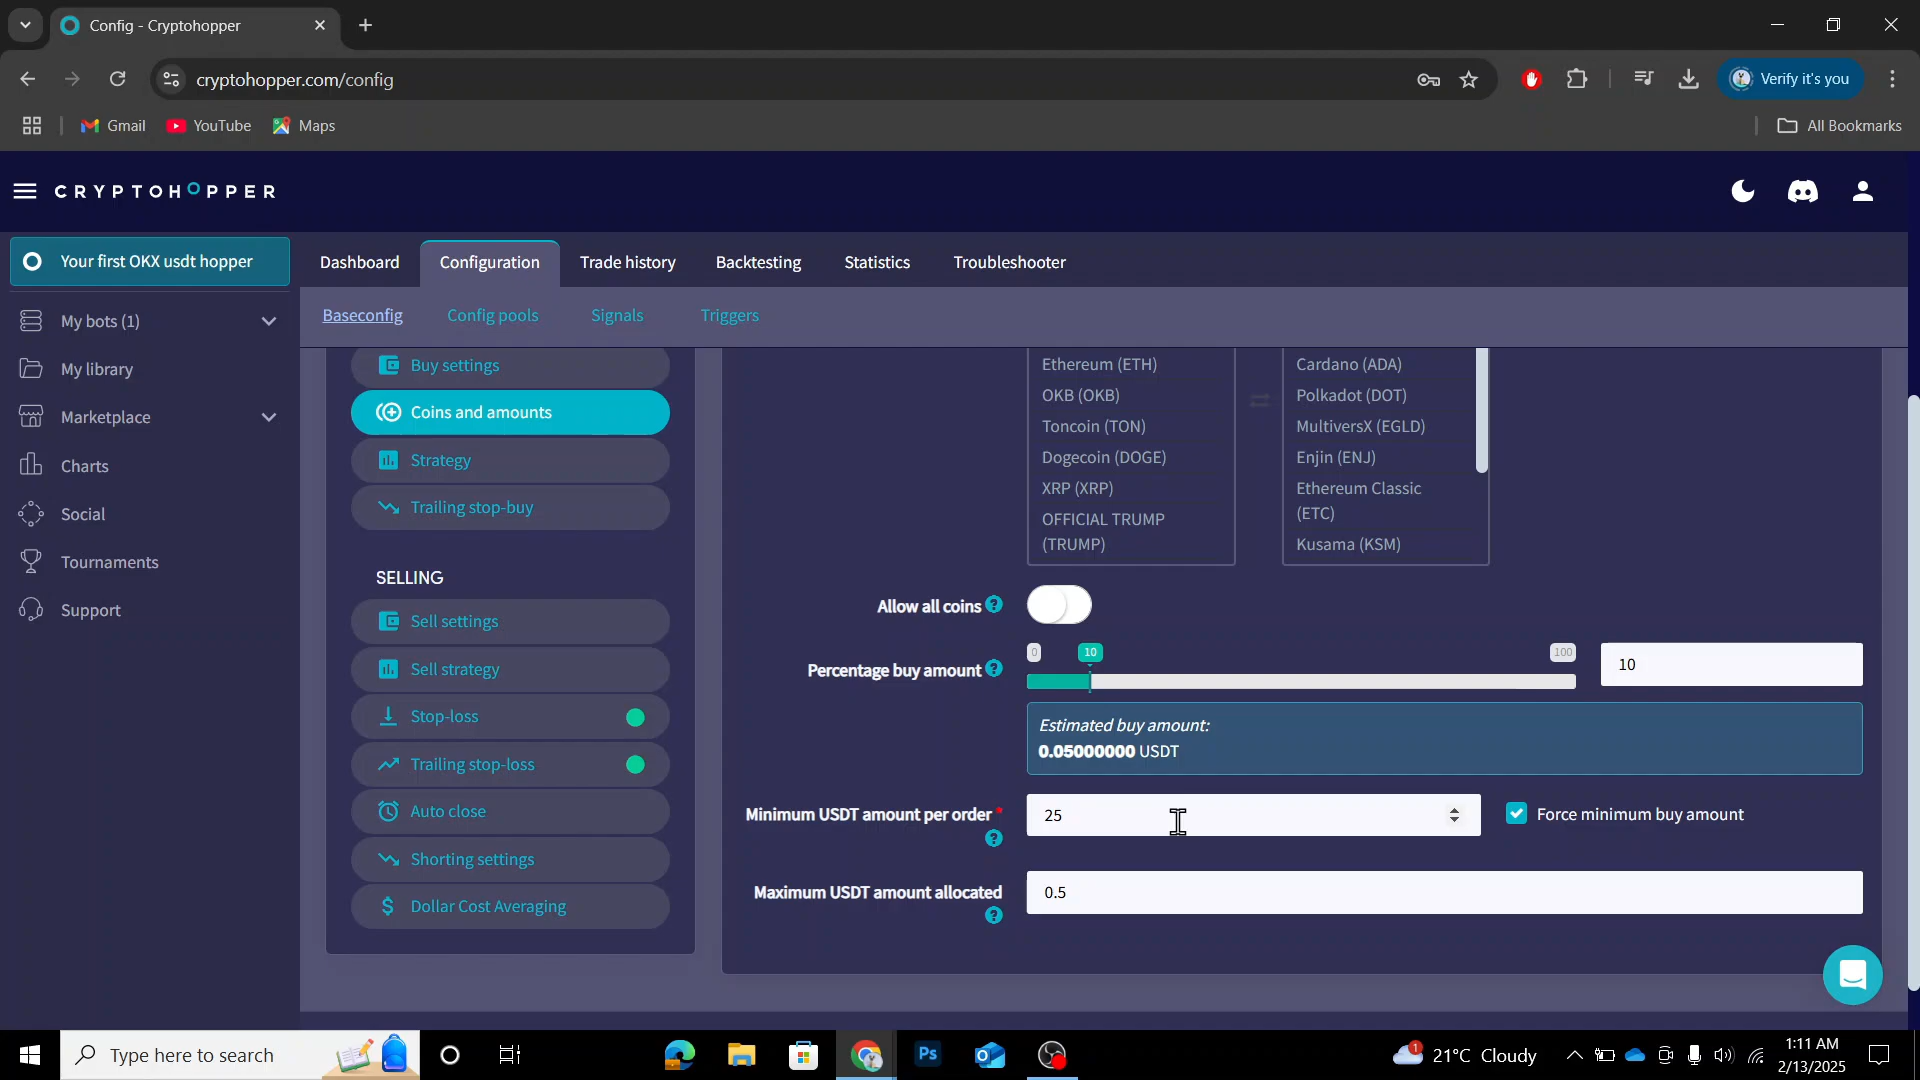 Config - Cryptohopper
cryptohopper.com/config
Verify it's you
Gmail
YouTube
Maps
All Bookmarks
CRYPTOHOPPER
Your first OKX usdt hopper
Dashboard
Configuration
Trade history
Backtesting
Statistics
Troubleshooter
Baseconfig
Config pools
Signals
Triggers
My bots (1)
My library
Marketplace
Charts
Social
Tournaments
Support
Buy settings
Coins and amounts
Strategy
Trailing stop-buy
SELLING
Sell settings
Sell strategy
Stop-loss
Trailing stop-loss
Auto close
Shorting settings
$ Dollar Cost Averaging
Ethereum (ETH)
OKB (OKB)
Toncoin (TON)
Dogecoin (DOGE)
XRP (XRP)
OFFICIAL TRUMP
(TRUMP)
Cardano (ADA)
Polkadot (DOT)
MultiversX (EGLD)
Enjin (ENJ)
Ethereum Classic
(ETC)
Kusama (KSM)
Allow all coins ?
Percentage buy amount ?
0
10
100
10
Estimated buy amount:
0.05000000 USDT
Minimum USDT amount per order *
?
25
Force minimum buy amount
Maximum USDT amount allocated
?
0.5
Type here to search
Ps
1
21°C Cloudy
1:11 AM
2/13/2025